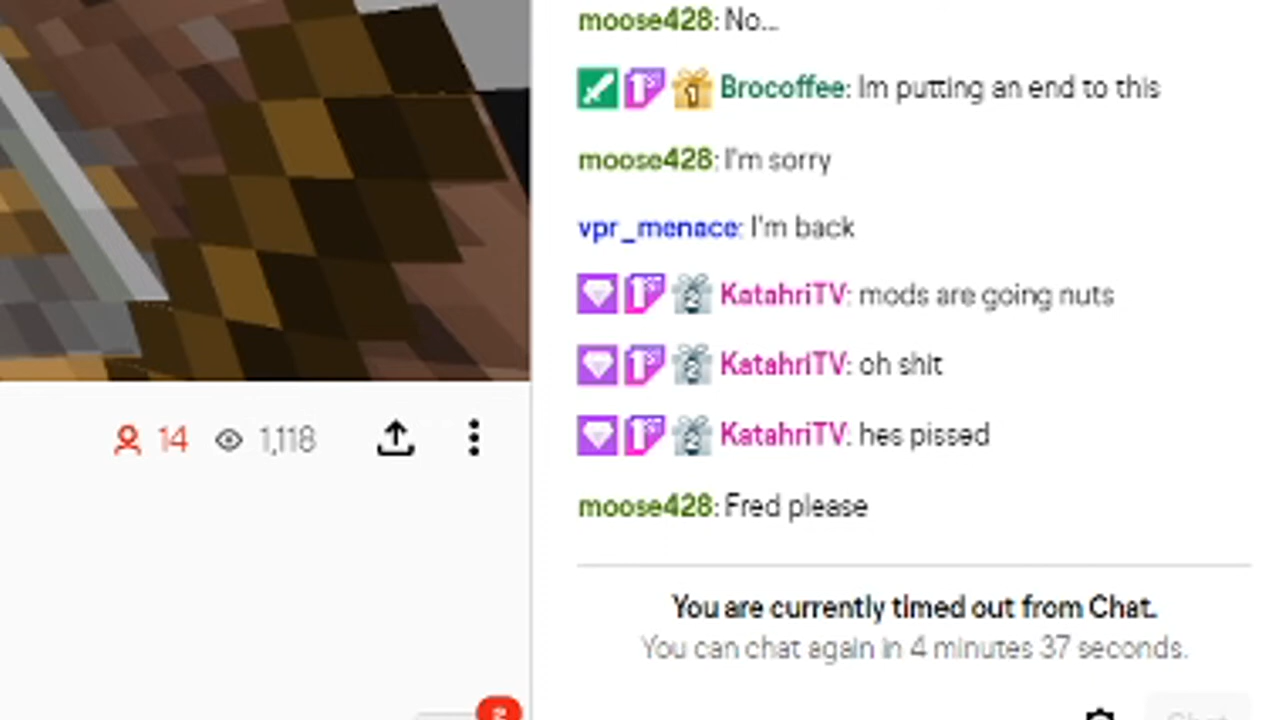 moose428: No...
Brocoffee: Im putting an end to this
moose428: I'm sorry
vpr_menace: I'm back
KatahriTV: mods are going nuts
KatahriTV: oh shit
KatahriTV: hes pissed
14 1,118
moose428: Fred please
You are currently timed out from Chat.
You can chat again in 4 minutes 37 seconds.